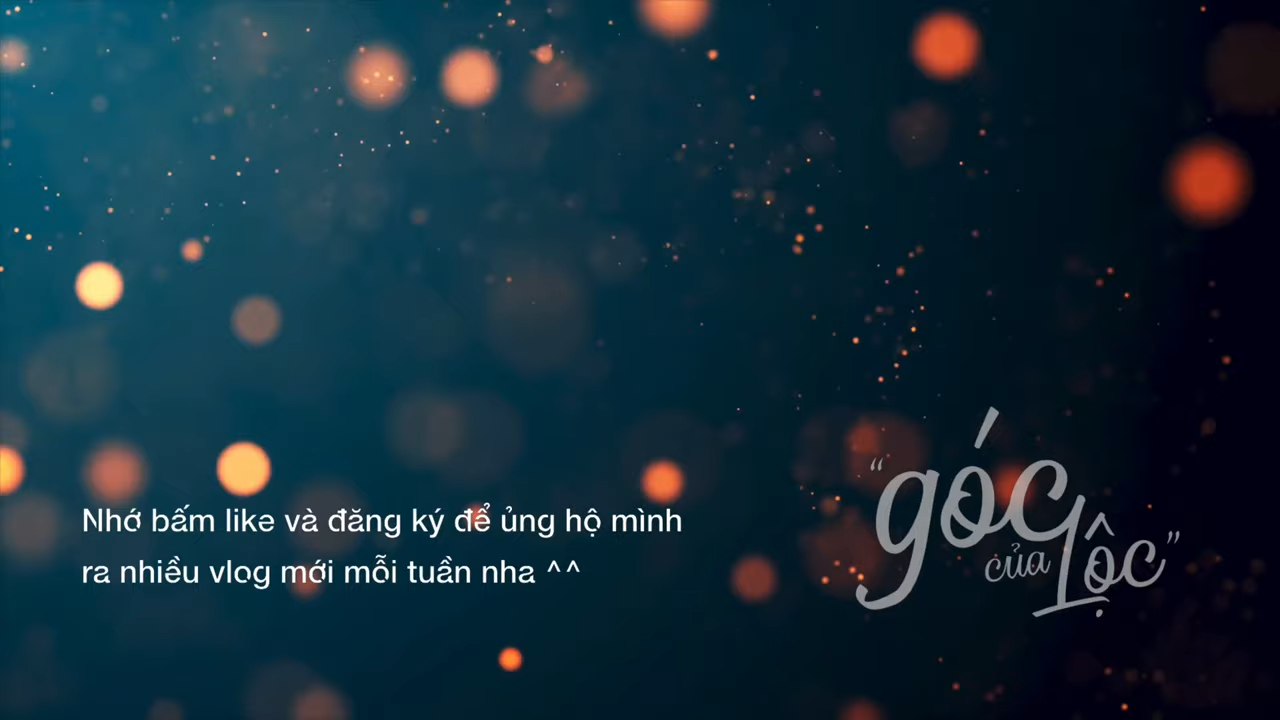 Nhớ bấm like và đăng ký để ủng hộ mình
ra nhiều vlog mới mỗi tuần nha ^^
“góc
của Lộc”